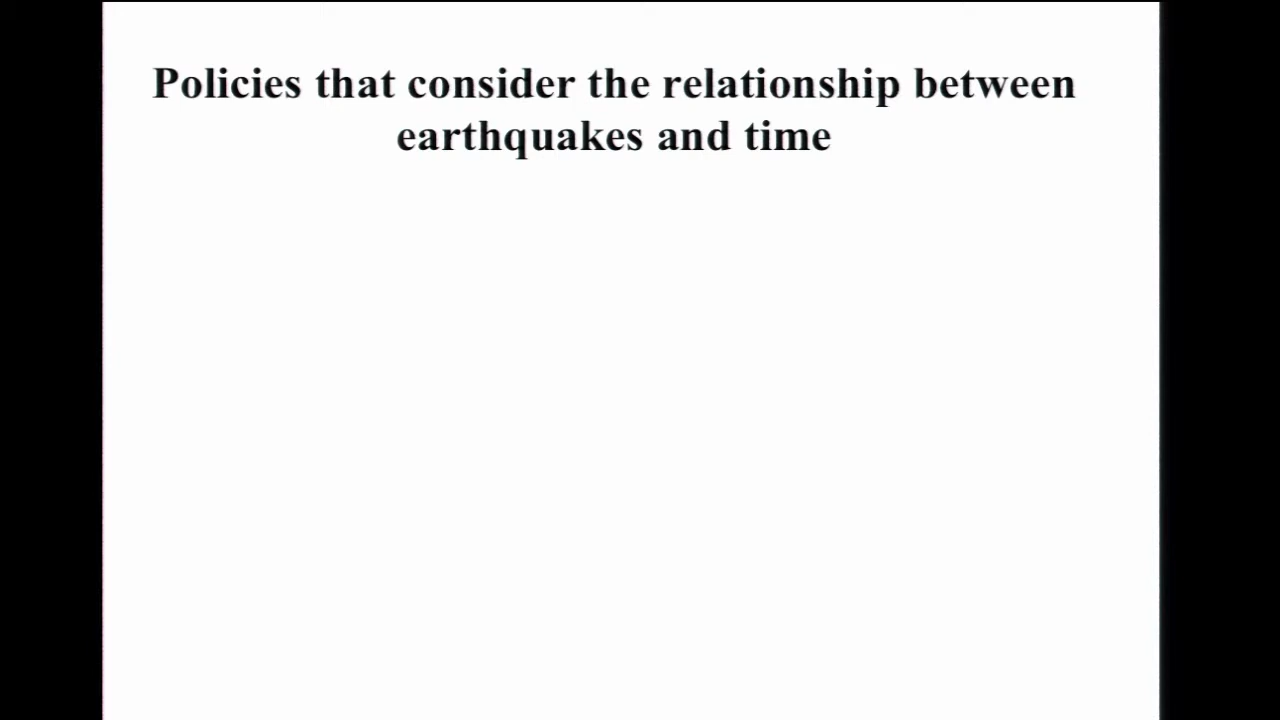 Policies that consider the relationship between
earthquakes and time